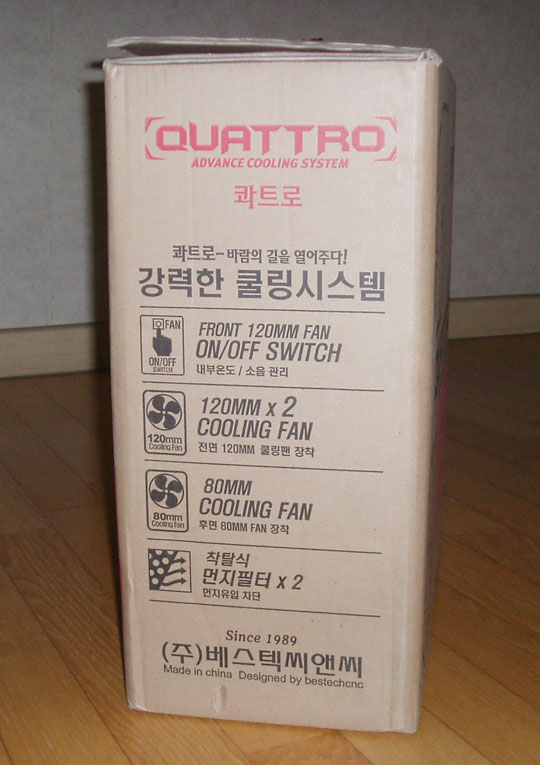 QUATTRO
ADVANCE COOLING SYSTEM
콰트로
콰트로-바람의 길을 열어주다!
강력한 쿨링시스템
FAN
ON/OFF
SWITCH
FRONT 120MM FAN
ON/OFF SWITCH
내부온도 / 소음 관리
120mm
Cooling Fan
120MM x 2
COOLING FAN
전면 120MM 쿨링팬 장착
80mm
Cooling Fan
80MM
COOLING FAN
후면 80MM FAN 장착
착탈식
먼지필터 x 2
먼지유입 차단
Since 1989
(주)베스텍씨앤씨
Made in china Designed by bestechcnc